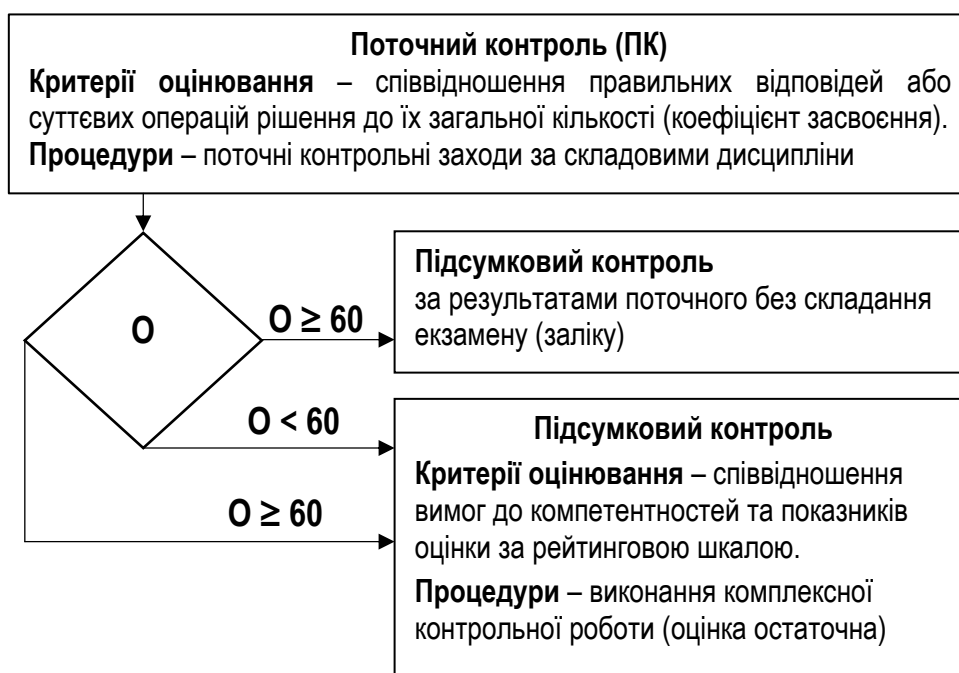 Поточний контроль (ПК)
Критерії оцінювання – співвідношення правильних відповідей або
суттєвих операцій рішення до їх загальної кількості (коефіцієнт засвоєння).
Процедури – поточні контрольні заходи за складовими дисципліни
О
О ≥ 60
Підсумковий контроль
за результатами поточного без складання
екзамену (заліку)
О < 60
О ≥ 60
Підсумковий контроль
Критерії оцінювання – співвідношення
вимог до компетентностей та показників
оцінки за рейтинговою шкалою.
Процедури – виконання комплексної
контрольної роботи (оцінка остаточна)